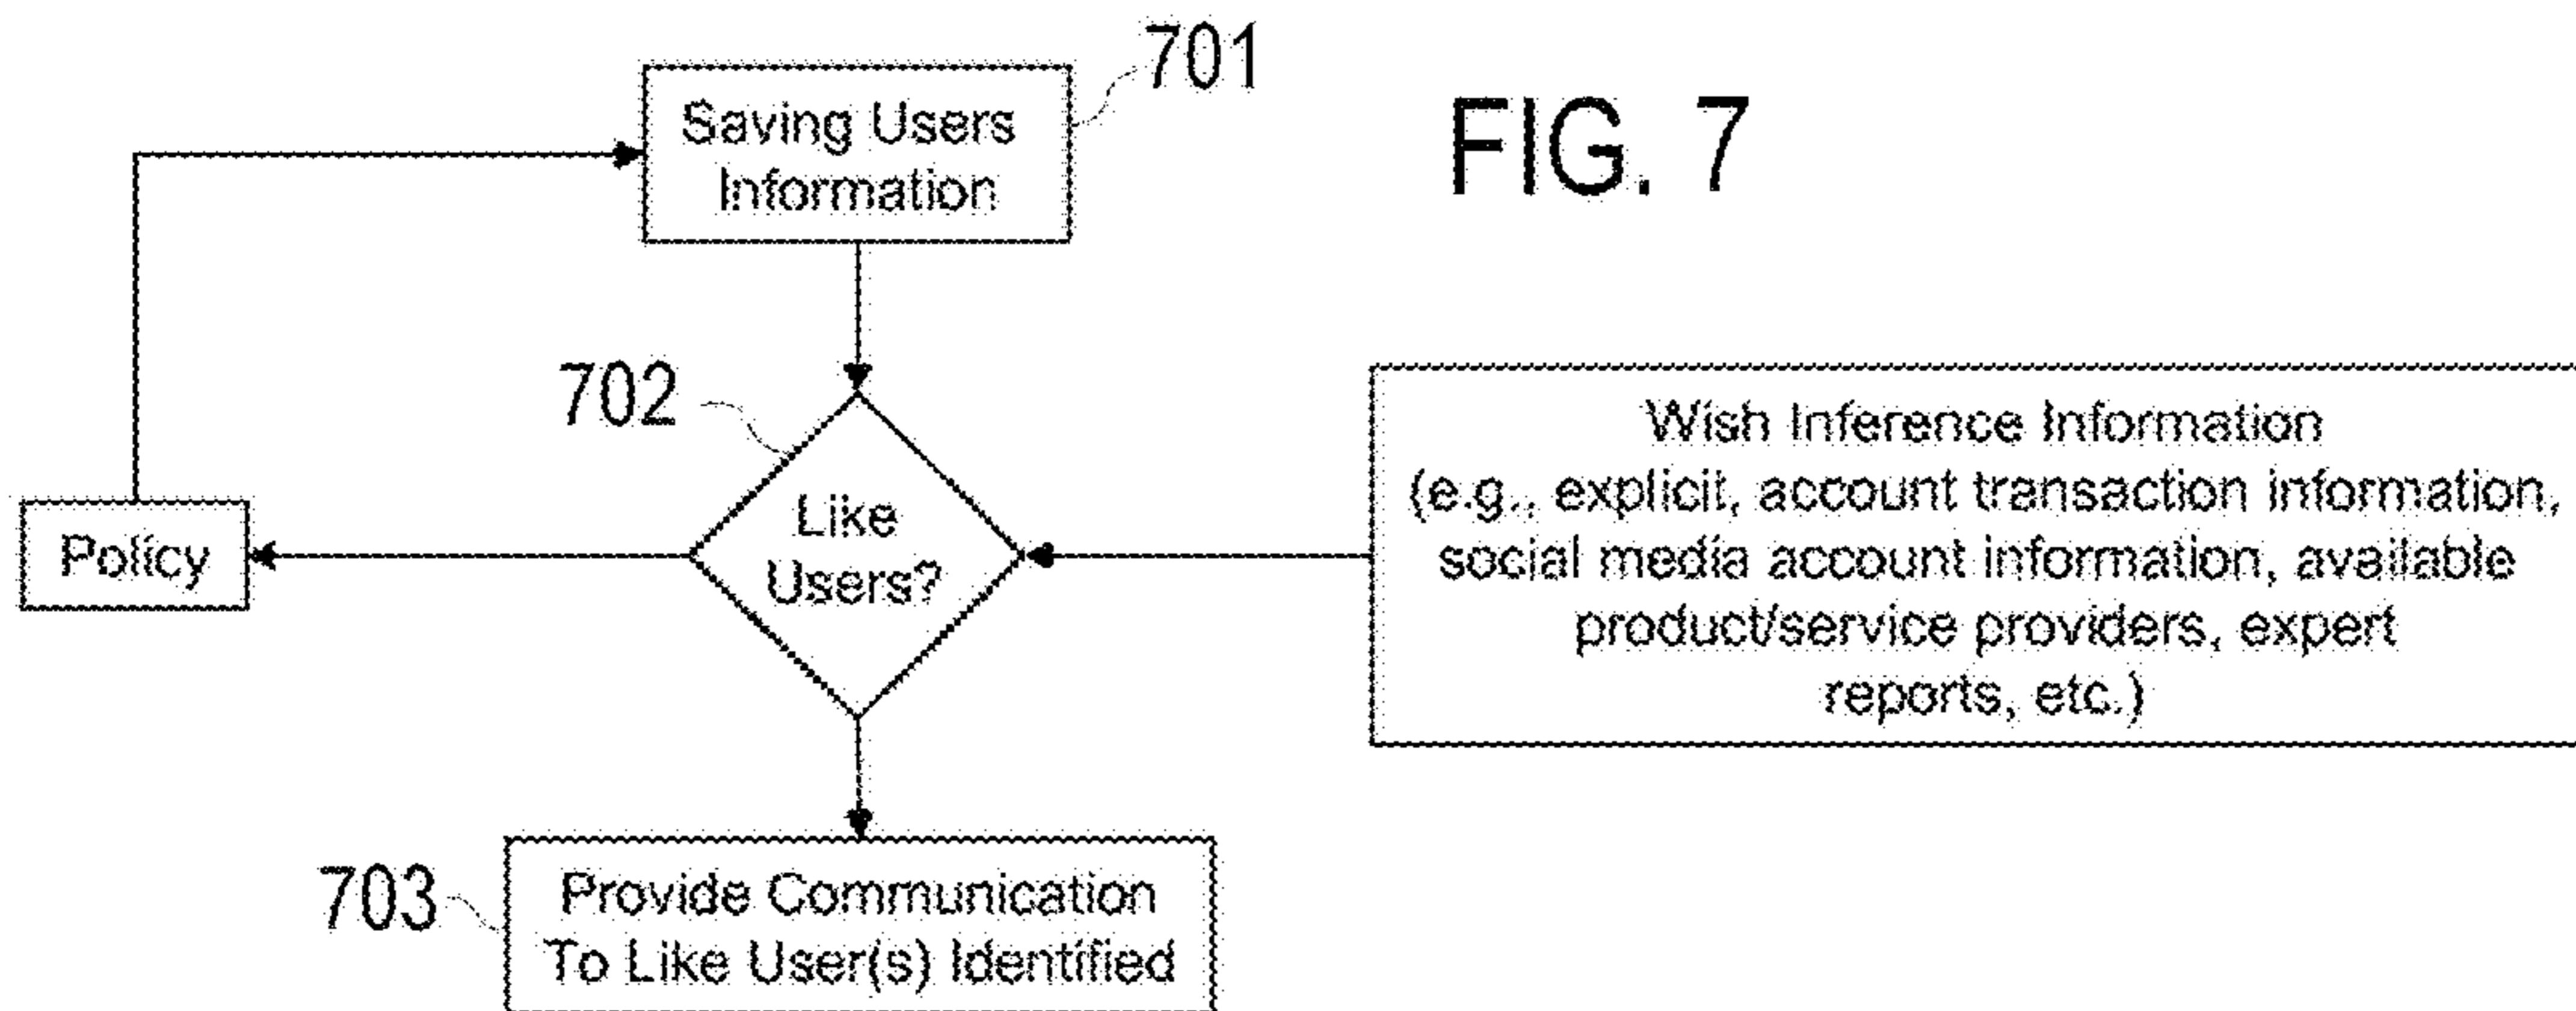 701
FIG. 7
Saving Users
Information
702
Like
Users?
Policy
Wish Inference Information
(e.g., explicit, account transaction information,
social media account information, available
product/service providers, expert
reports, etc.)
703
Provide Communication
To Like User(s) Identified